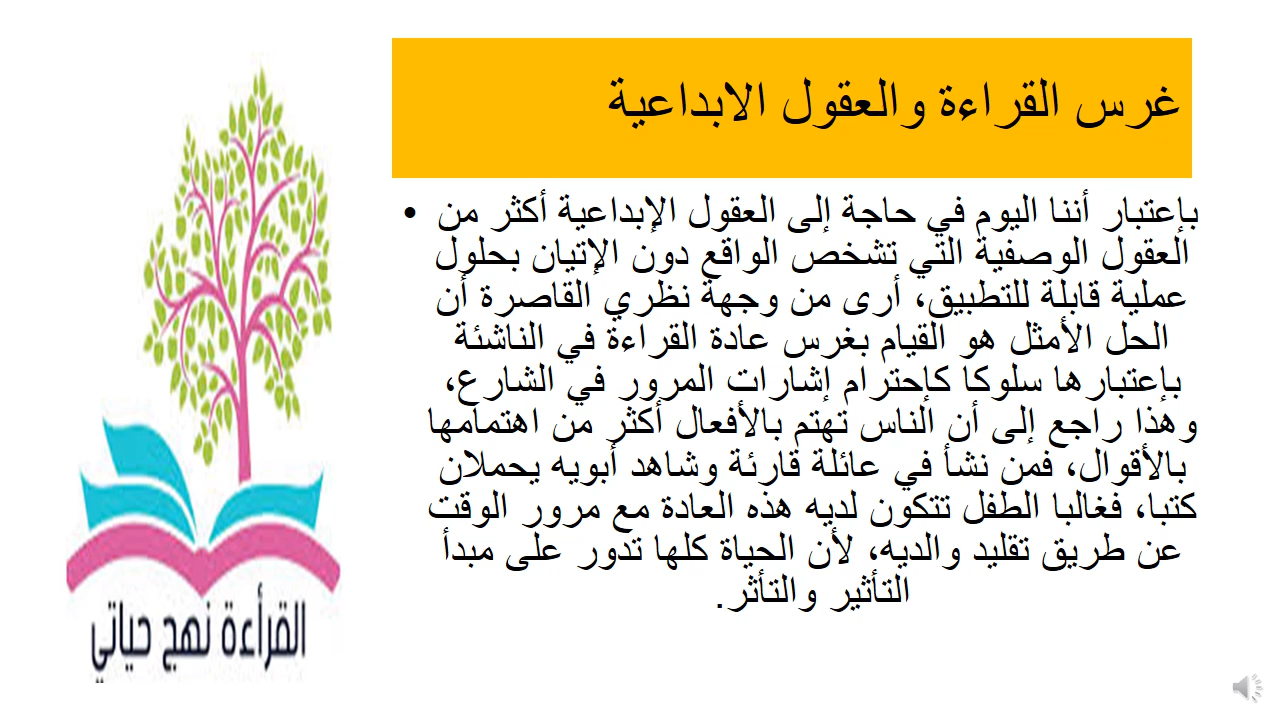 غرس القراءة والعقول الابداعية
• بإعتبار أننا اليوم في حاجة إلى العقول الإبداعية أكثر من
العقول الوصفية التي تشخص الواقع دون الإتيان بحلول
عملية قابلة للتطبيق، أرى من وجهة نظري القاصرة أن
الحل الأمثل هو القيام بغرس عادة القراءة في الناشئة
بإعتبارها سلوكا كإحترام إشارات المرور في الشارع،
وهذا راجع إلى أن الناس تهتم بالأفعال أكثر من اهتمامها
بالأقوال، فمن نشأ في عائلة قارئة وشاهد أبويه يحملان
كتبا، فغالبا الطفل تتكون لديه هذه العادة مع مرور الوقت
عن طريق تقليد والديه، لأن الحياة كلها تدور على مبدأ
التأثير والتأثر.
القرأءة نهج حياتي